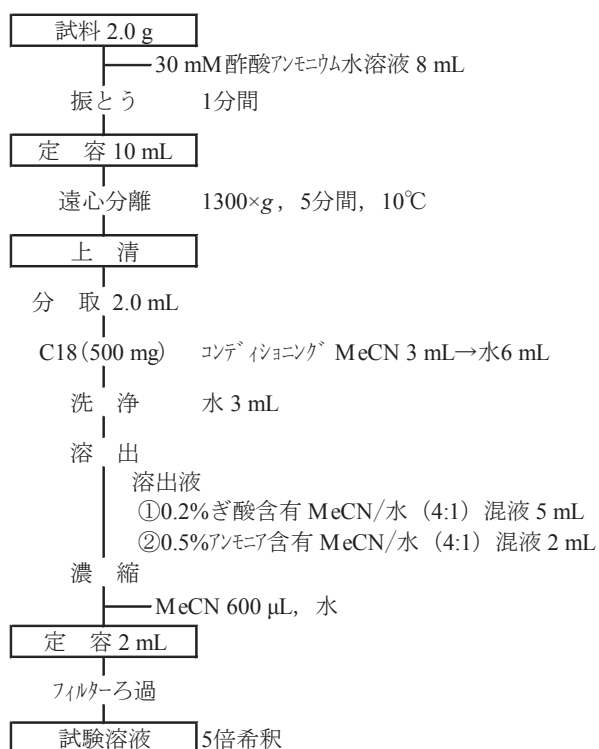 試料 2.0 g
30 mM酢酸アンモニウム水溶液 8 mL
振とう 1分間
定 容 10 mL
遠心分離 1300×g, 5分間, 10℃
上 清
分 取 2.0 mL
C18(500 mg) コンディショニング MeCN 3 mL→水6 mL
洗 浄 水 3 mL
溶 出
溶出液
①0.2%ぎ酸含有 MeCN/水（4:1）混液 5 mL
②0.5%アンモニア含有 MeCN/水（4:1）混液 2 mL
濃 縮
MeCN 600 μL, 水
定 容 2 mL
フィルターろ過
試験溶液 5倍希釈